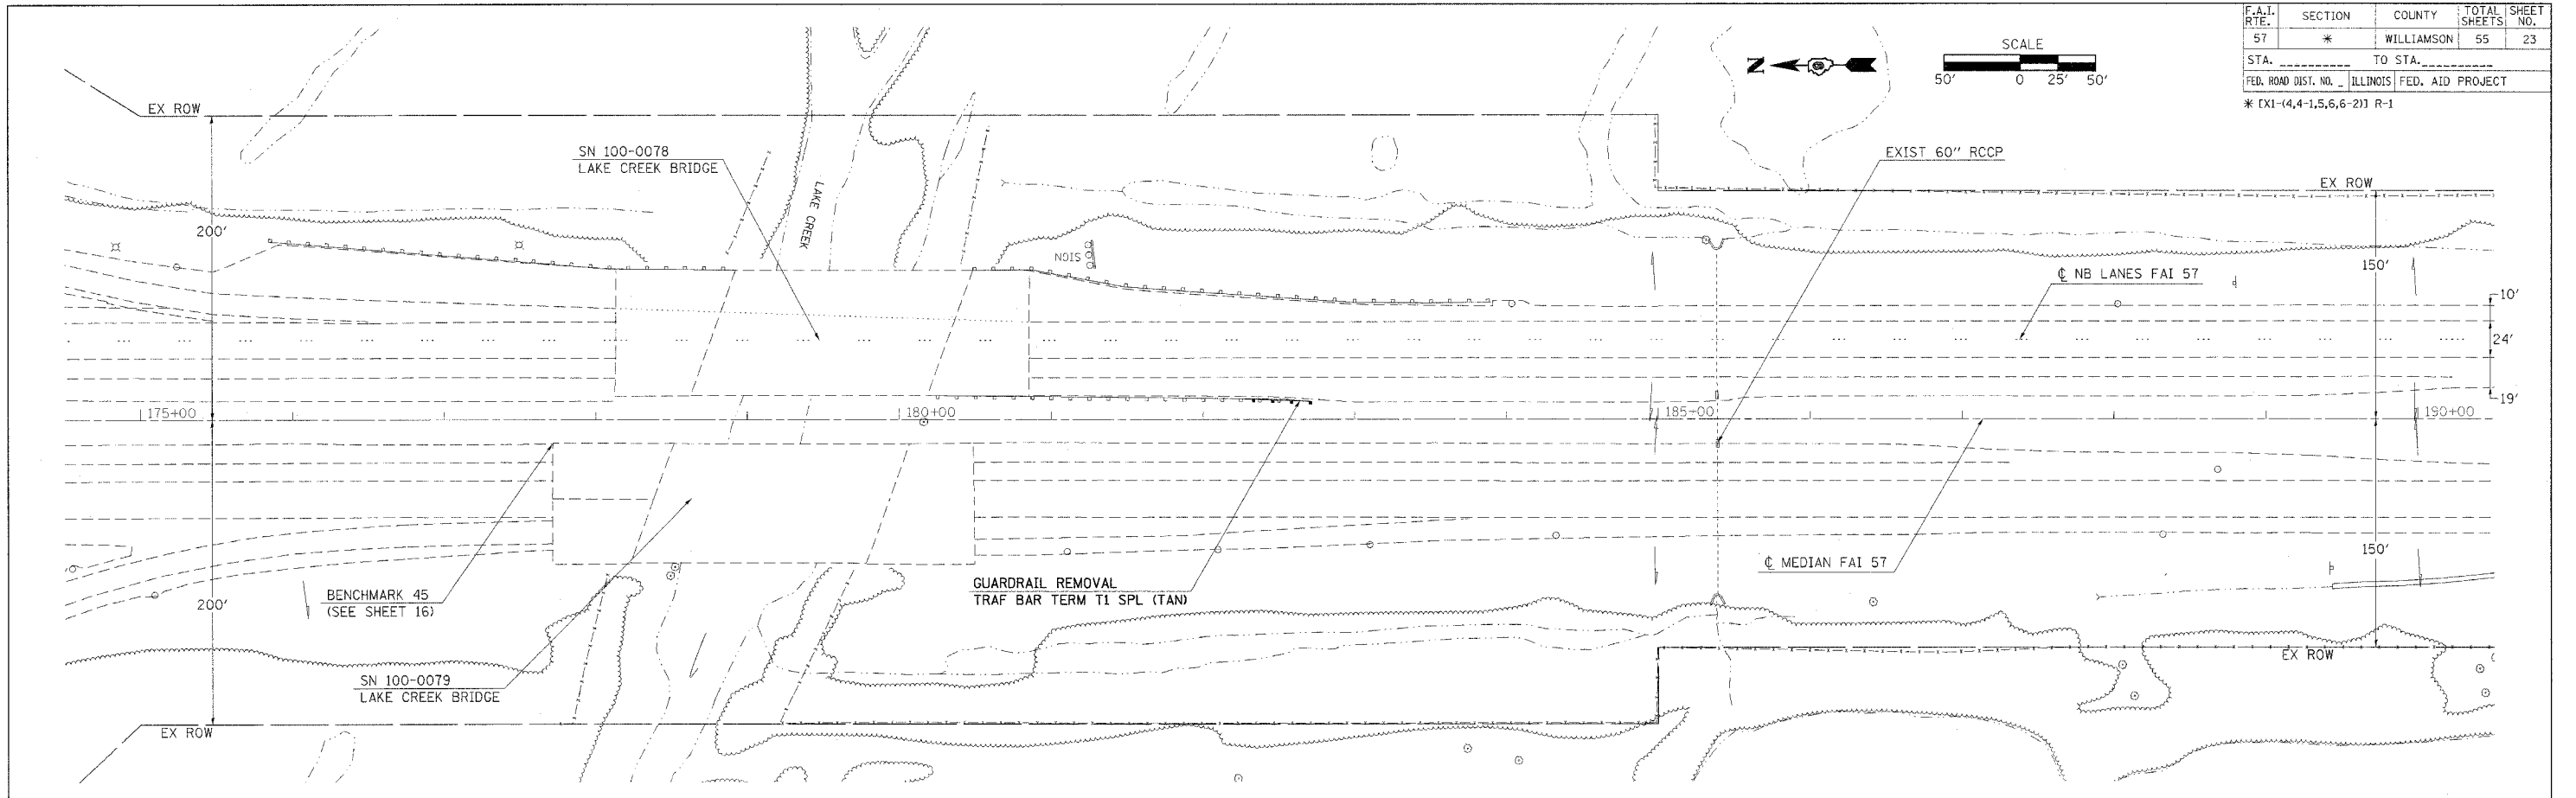 F.A.I. RTE. SECTION COUNTY TOTAL SHEETS SHEET NO.
57 * WILLIAMSON 55 23
STA. __________ TO STA. __________
FED. ROAD DIST. NO. _ ILLINOIS FED. AID PROJECT
* [X1-(4,4-1,5,6,6-2)] R-1
SCALE
50' 0 25' 50'
N
EX ROW
SN 100-0078
LAKE CREEK BRIDGE
LAKE CREEK
EXIST 60" RCCP
EX ROW
200'
SIGN
150'
℄ NB LANES FAI 57
10'
24'
19'
175+00
180+00
185+00
190+00
BENCHMARK 45
(SEE SHEET 16)
200'
GUARDRAIL REMOVAL
TRAF BAR TERM T1 SPL (TAN)
℄ MEDIAN FAI 57
150'
SN 100-0079
LAKE CREEK BRIDGE
EX ROW
EX ROW